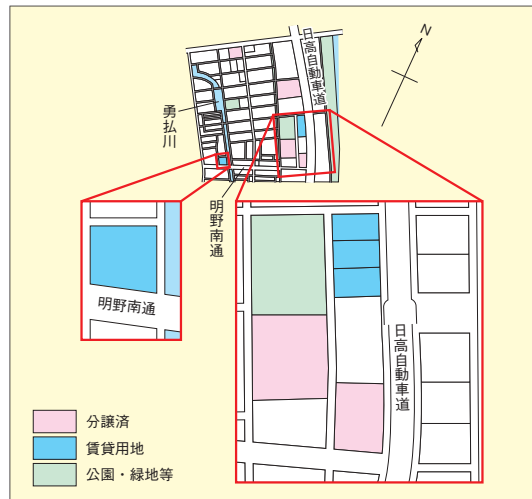 日高自動車道
N
勇払川
明野南通
明野南通
日高自動車道
分譲済
賃貸用地
公園・緑地等